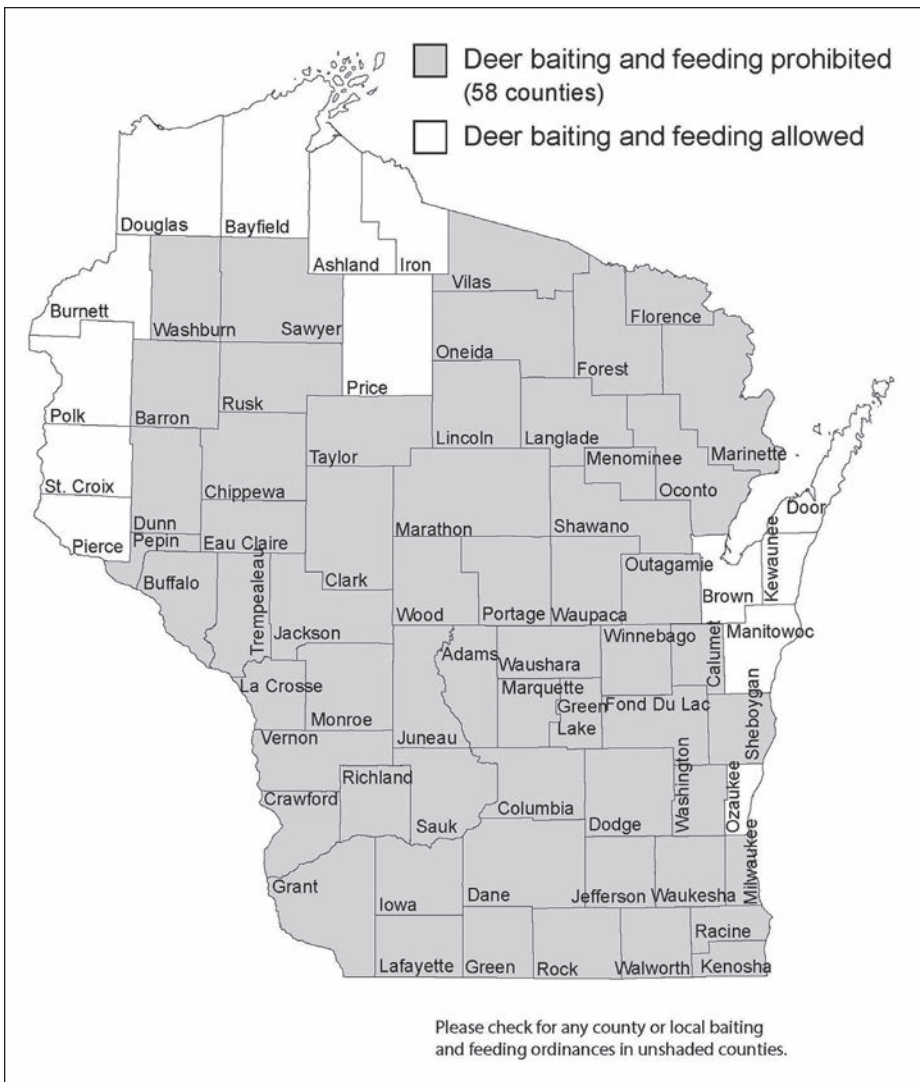 Deer baiting and feeding prohibited
(58 counties)
Deer baiting and feeding allowed
Douglas
Bayfield
Ashland
Iron
Vilas
Burnett
Washburn
Sawyer
Florence
Oneida
Forest
Price
Polk
Barron
Rusk
Lincoln
Langlade
Taylor
Marinette
Menominee
St. Croix
Chippewa
Oconto
Door
Dunn
Marathon
Shawano
Pierce
Pepin
Eau Claire
Outagamie
Kewaunee
Buffalo
Trempealeau
Clark
Brown
Wood
Portage
Waupaca
Jackson
Winnebago
Calumet
Manitowoc
Adams
Waushara
La Crosse
Marquette
Green
Lake
Fond Du Lac
Sheboygan
Monroe
Vernon
Juneau
Richland
Crawford
Columbia
Washington
Ozaukee
Sauk
Dodge
Milwaukee
Grant
Iowa
Dane
Jefferson
Waukesha
Racine
Lafayette
Green
Rock
Walworth
Kenosha
Please check for any county or local baiting
and feeding ordinances in unshaded counties.